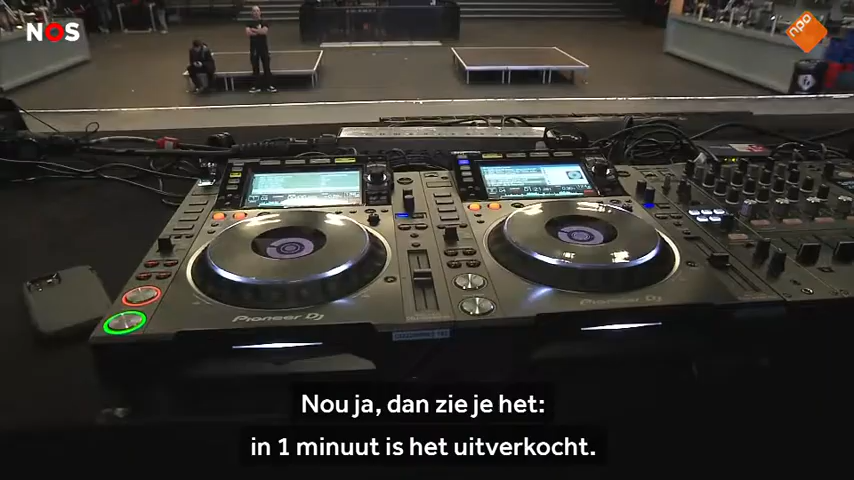 NOS
npo
Pioneer DJ
Pioneer DJ
Nou ja, dan zie je het:
in 1 minuut is het uitverkocht.